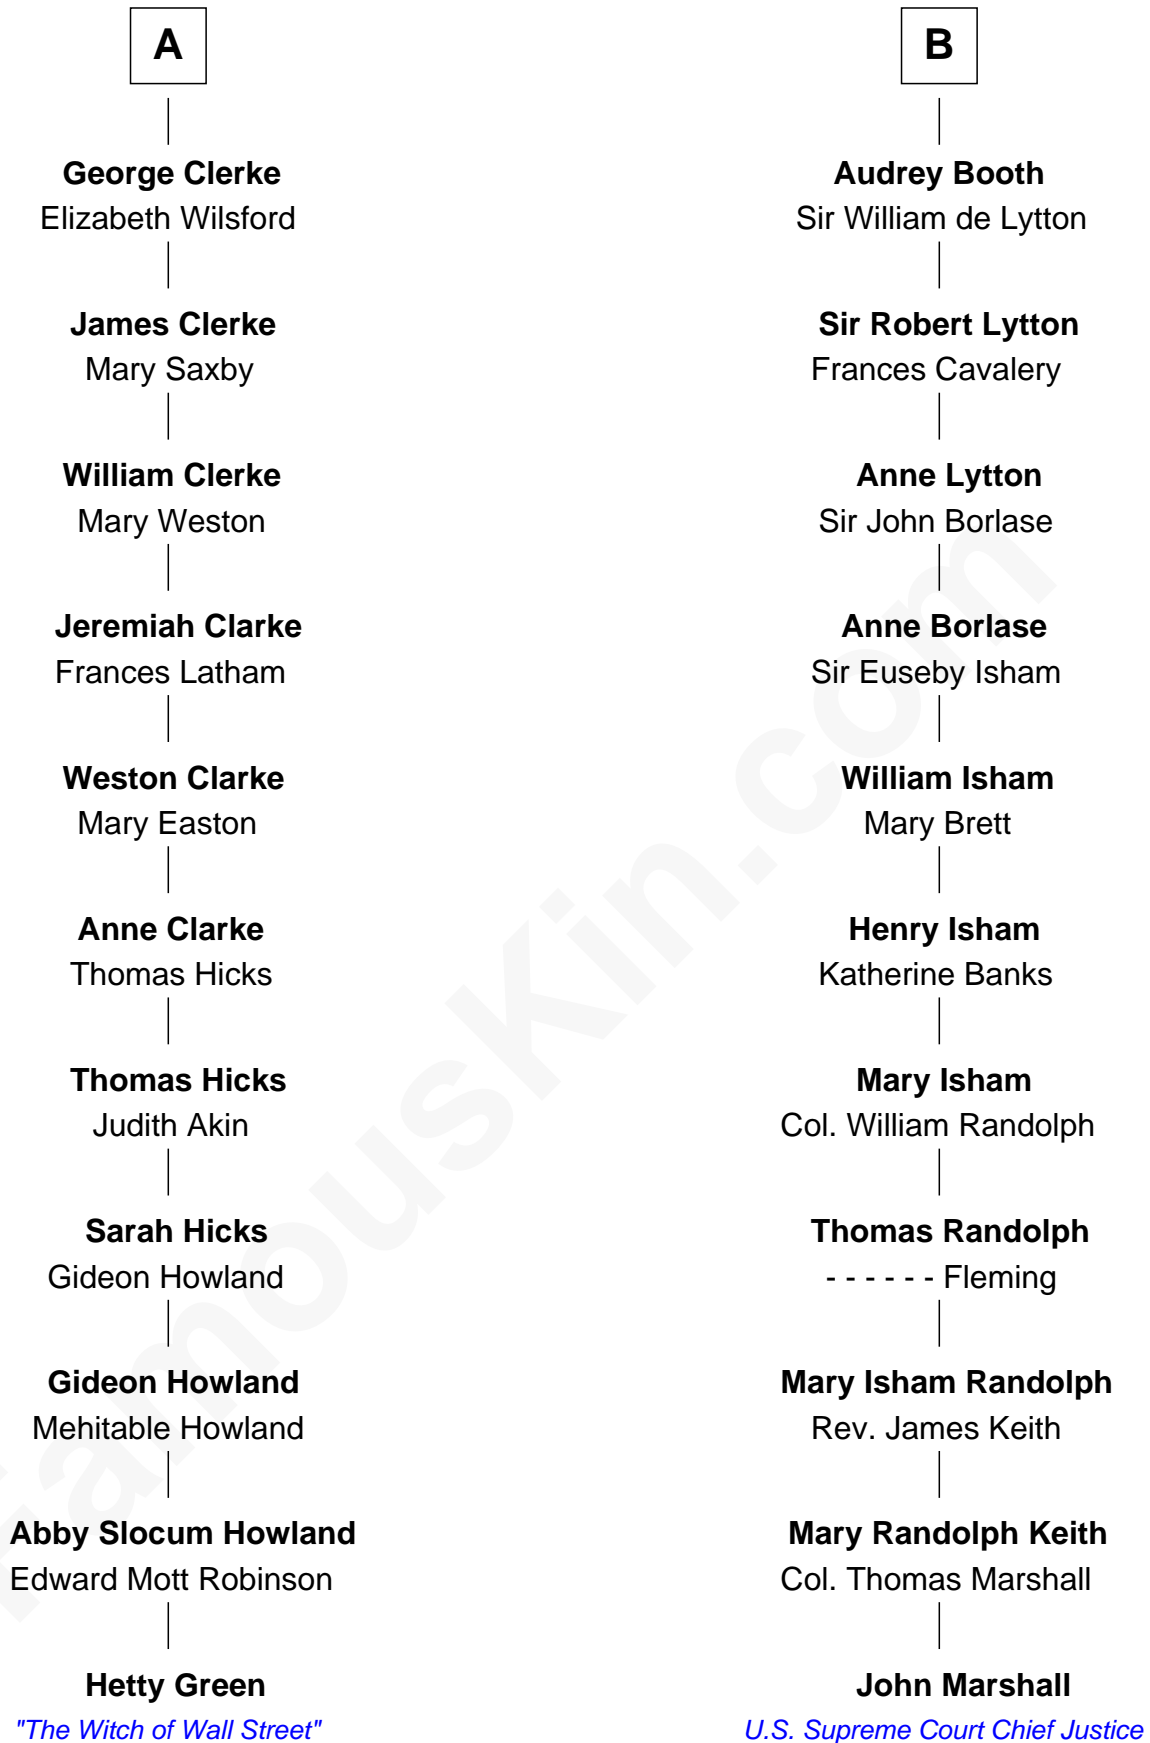 A
George Clerke
Elizabeth Wilsford
James Clerke
Mary Saxby
William Clerke
Mary Weston
Jeremiah Clarke
Frances Latham
Weston Clarke
Mary Easton
Anne Clarke
Thomas Hicks
Thomas Hicks
Judith Akin
Sarah Hicks
Gideon Howland
Gideon Howland
Mehitable Howland
Abby Slocum Howland
Edward Mott Robinson
Hetty Green
"The Witch of Wall Street"
B
Audrey Booth
Sir William de Lytton
Sir Robert Lytton
Frances Cavalery
Anne Lytton
Sir John Borlase
Anne Borlase
Sir Euseby Isham
William Isham
Mary Brett
Henry Isham
Katherine Banks
Mary Isham
Col. William Randolph
Thomas Randolph
- - - - - - Fleming
Mary Isham Randolph
Rev. James Keith
Mary Randolph Keith
Col. Thomas Marshall
John Marshall
U.S. Supreme Court Chief Justice
FamousKin.com